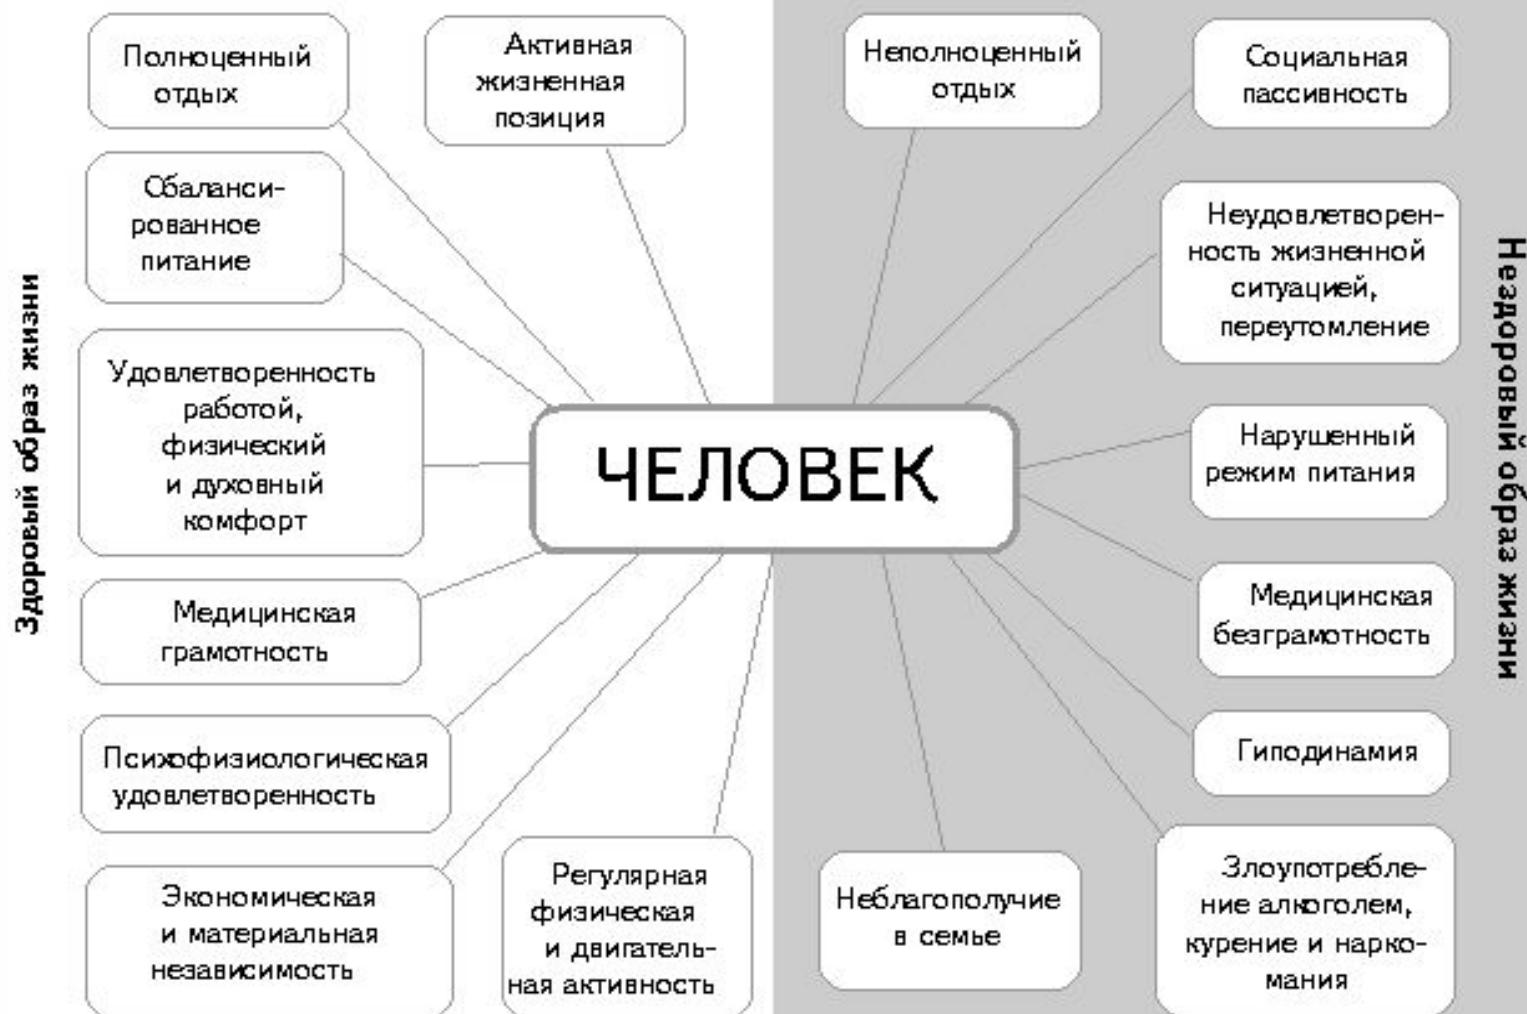 Здоровый образ жизни
Полноценный
отдых
Активная
жизненная
позиция
Сбаланси-
рованное
питание
Удовлетворенность
работой,
физический
и духовный
комфорт
Медицинская
грамотность
Психофизиологическая
удовлетворенность
Экономическая
и материальная
независимость
Регулярная
физическая
и двигатель-
ная активность
ЧЕЛОВЕК
Неполноценный
отдых
Социальная
пассивность
Неудовлетворен-
ность жизненной
ситуацией,
переутомление
Нарушенный
режим питания
Медицинская
безграмотность
Гиподинамия
Злоупотребле-
ние алкоголем,
курение и нарко-
мания
Неблагополучие
в семье
Нездоровый образ жизни